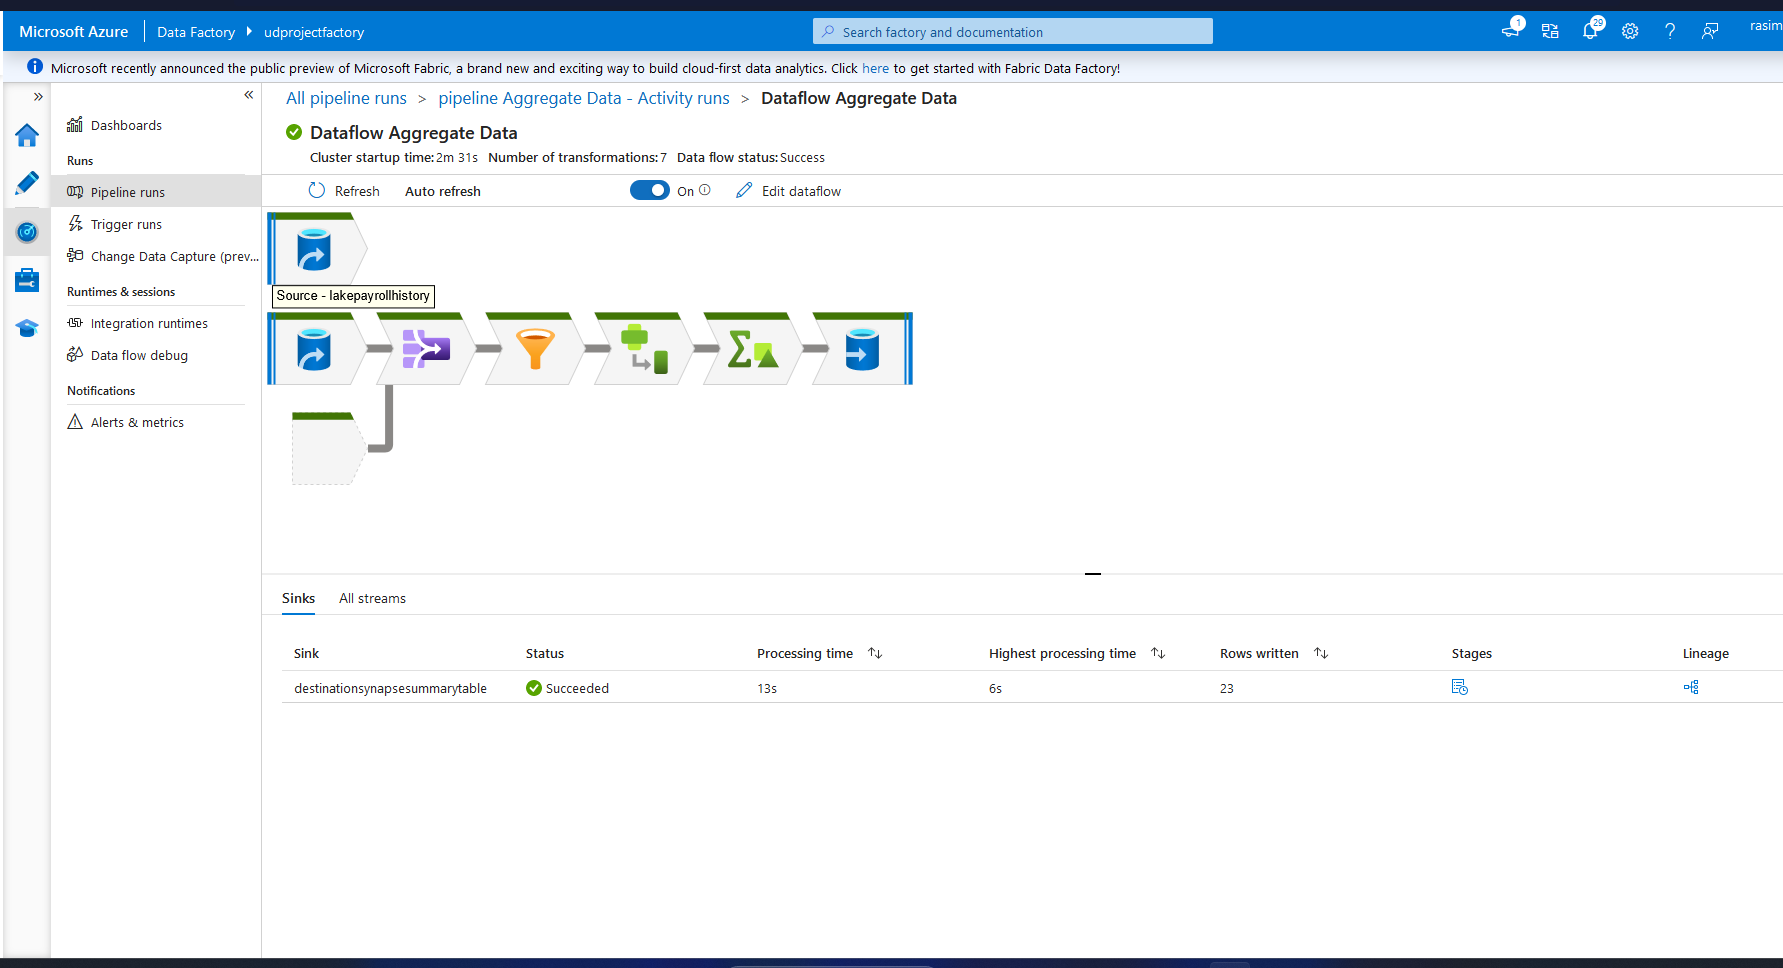 Microsoft Azure
Data Factory
udprojectfactory
Search factory and documentation
1
29
rasim
Microsoft recently announced the public preview of Microsoft Fabric, a brand new and exciting way to build cloud-first data analytics. Click here to get started with Fabric Data Factory!
Dashboards
Runs
Pipeline runs
Trigger runs
Change Data Capture (prev...
Runtimes & sessions
Integration runtimes
Data flow debug
Notifications
Alerts & metrics
All pipeline runs > pipeline Aggregate Data - Activity runs > Dataflow Aggregate Data
Dataflow Aggregate Data
Cluster startup time: 2m 31s Number of transformations: 7 Data flow status: Success
Refresh Auto refresh On Edit dataflow
Source - lakepayrollhistory
Sinks All streams
Sink Status Processing time Highest processing time Rows written Stages Lineage
destinationsynapsesummarytable Succeeded 13s 6s 23